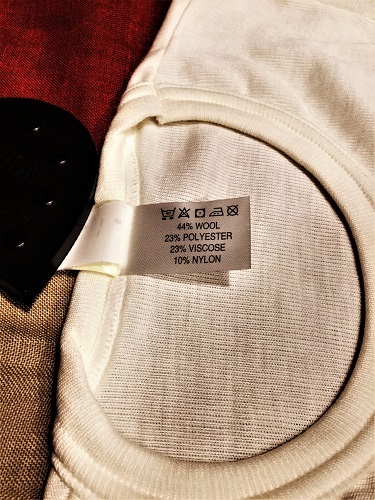 44% WOOL
23% POLYESTER
23% VISCOSE
10% NYLON